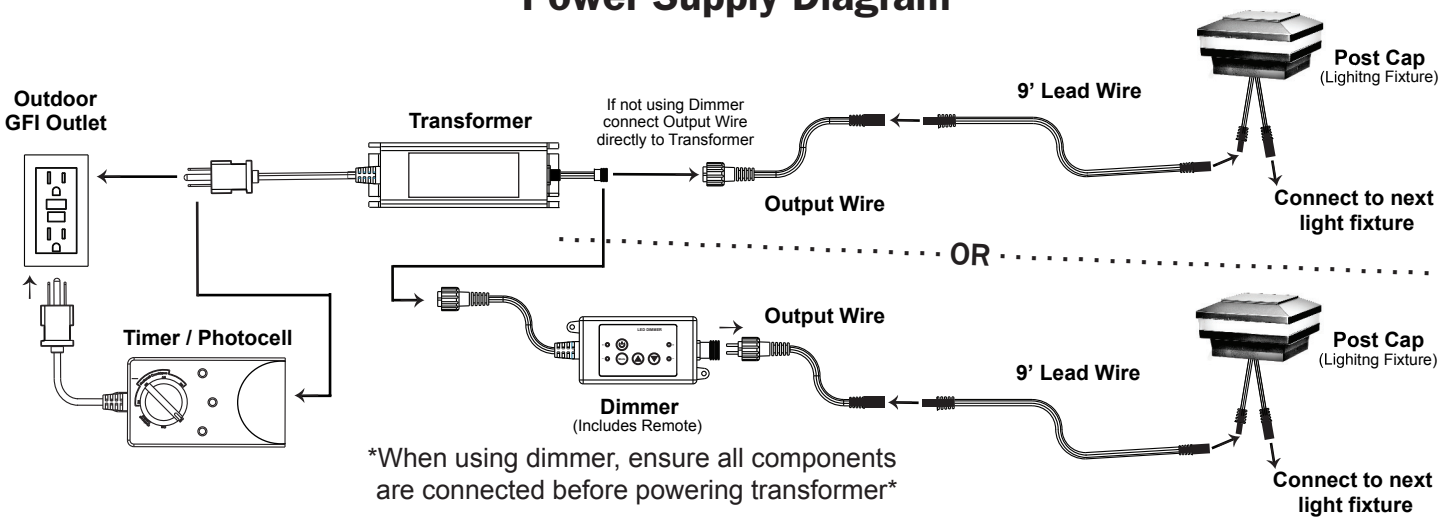 Power Supply Diagram
Outdoor
GFI Outlet
Transformer
If not using Dimmer
connect Output Wire
directly to Transformer
Output Wire
9’ Lead Wire
Post Cap
(Lighitng Fixture)
Connect to next
light fixture
OR
Timer / Photocell
LED DIMMER
Dimmer
(Includes Remote)
Output Wire
9’ Lead Wire
Post Cap
(Lighitng Fixture)
Connect to next
light fixture
*When using dimmer, ensure all components
are connected before powering transformer*